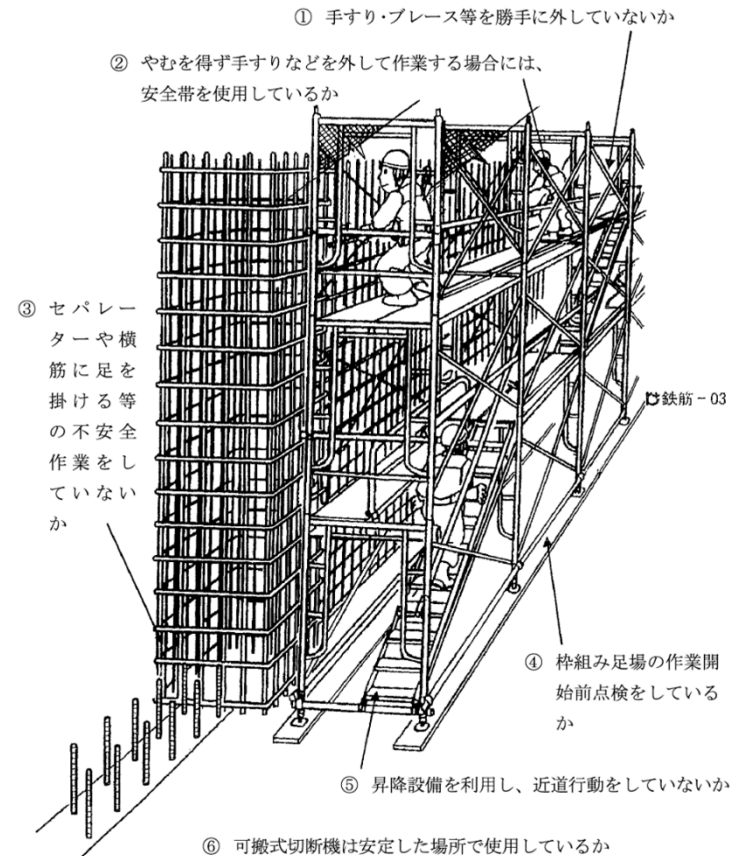 ① 手すり・ブレース等を勝手に外していないか
② やむを得ず手すりなどを外して作業する場合には、
安全帯を使用しているか
③ セパレー
ターや横
筋に足を
掛ける等
の不安全
作業をし
ていない
か
鉄筋－03
④ 枠組み足場の作業開
始前点検をしている
か
⑤ 昇降設備を利用し、近道行動をしていないか
⑥ 可搬式切断機は安定した場所で使用しているか